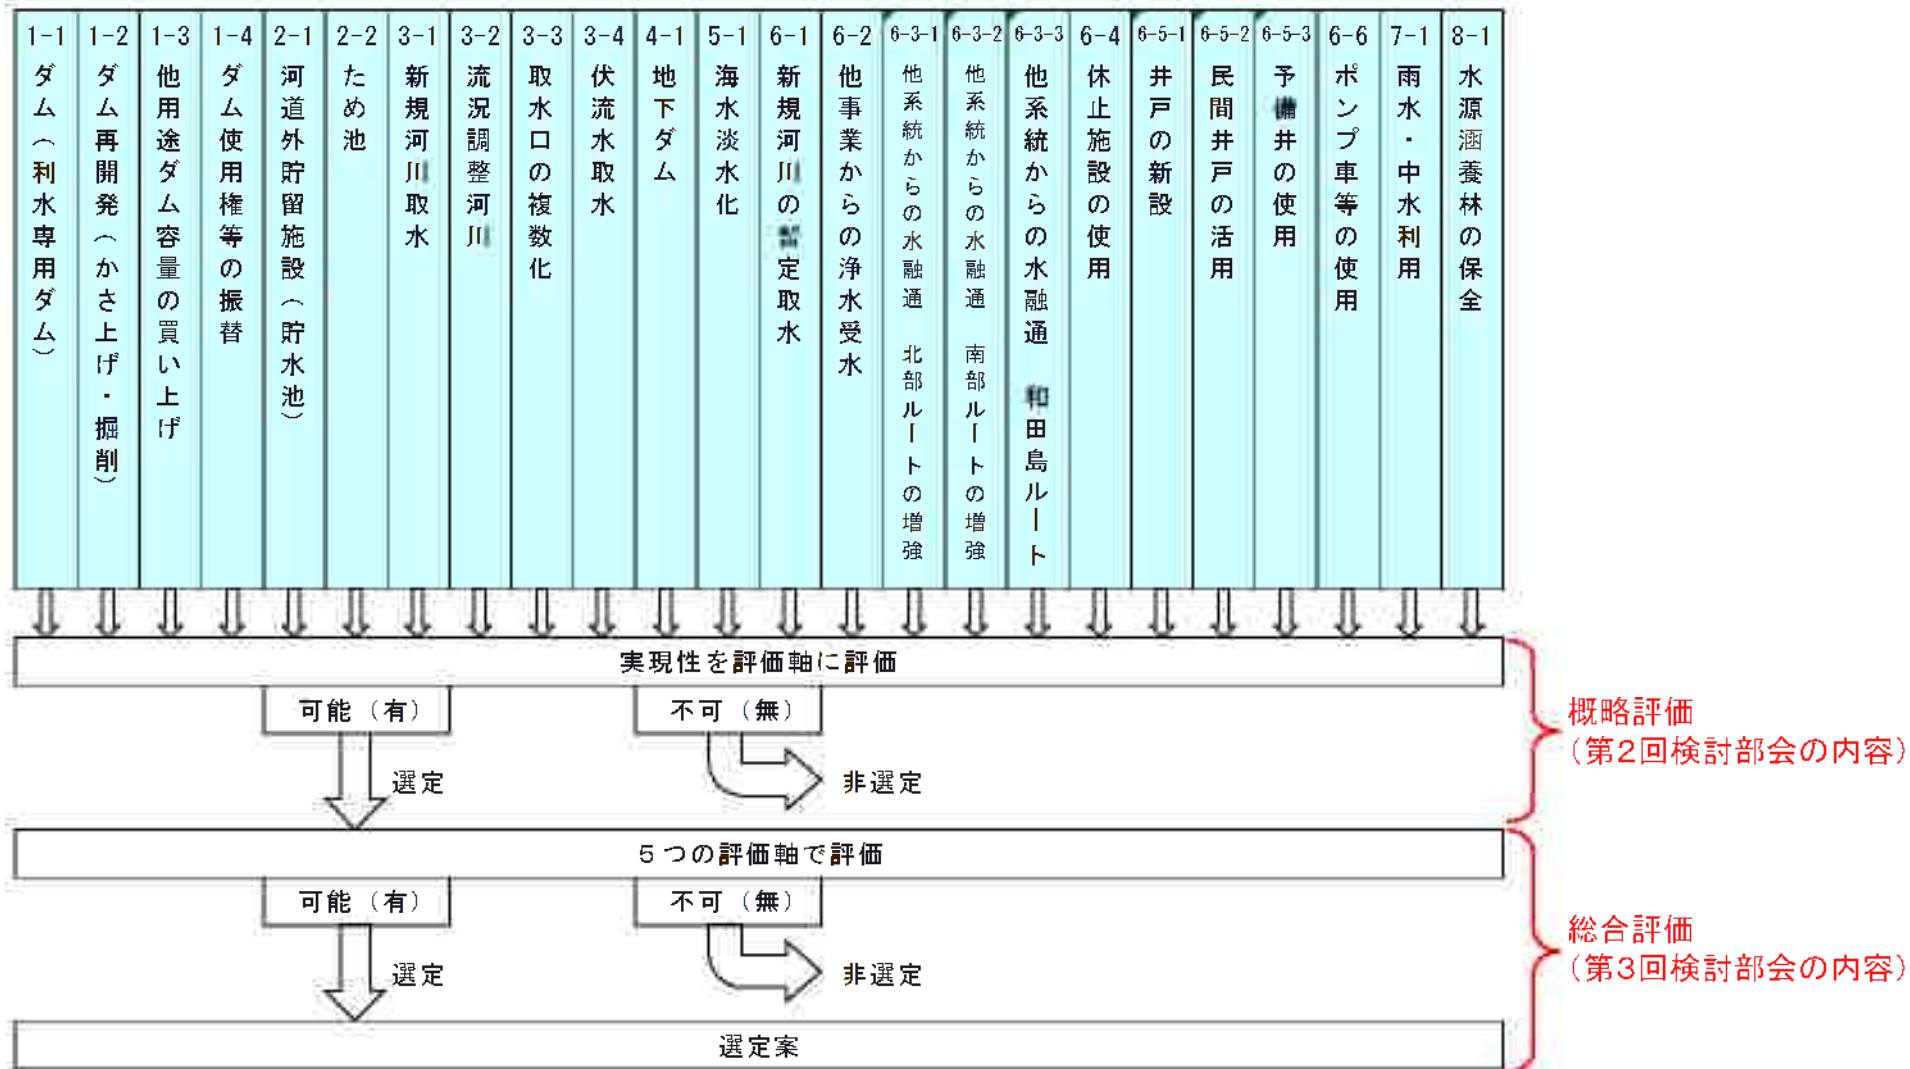 1-1
ダム（利水専用ダム）
1-2
ダム再開発（かさ上げ・掘削）
1-3
他用途ダム容量の買い上げ
1-4
ダム使用権等の振替
2-1
河道外貯留施設（貯水池）
2-2
ため池
3-1
新規河川取水
3-2
流況調整河川
3-3
取水口の複数化
3-4
伏流水取水
4-1
地下ダム
5-1
海水淡水化
6-1
新規河川の暫定取水
6-2
他事業からの浄水受水
6-3-1
他系統からの水融通 北部ルートの増強
6-3-2
他系統からの水融通 南部ルートの増強
6-3-3
他系統からの水融通 和田島ルート
6-4
休止施設の使用
6-5-1
井戸の新設
6-5-2
民間井戸の活用
6-5-3
予備井の使用
6-6
ポンプ車等の使用
7-1
雨水・中水利用
8-1
水源涵養林の保全
実現性を評価軸に評価
可能（有）
不可（無）
選定
非選定
概略評価
（第2回検討部会の内容）
５つの評価軸で評価
可能（有）
不可（無）
選定
非選定
総合評価
（第3回検討部会の内容）
選定案